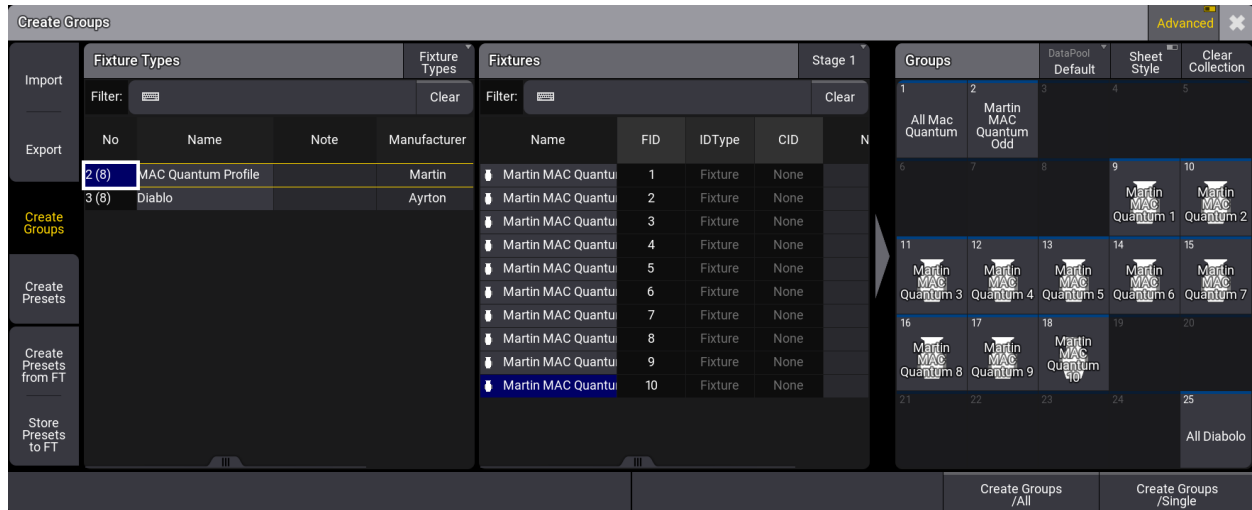 Create Groups
Advanced
Import
Export
Create
Groups
Create
Presets
Create
Presets
from FT
Store
Presets
to FT
Fixture Types
Fixture
Types
Filter:
Clear
No Name Note Manufacturer
2 (8) MAC Quantum Profile Martin
3 (8) Diablo Ayrton
Fixtures
Stage 1
Filter:
Clear
Name FID IDType CID N
Martin MAC Quantu 1 Fixture None
Martin MAC Quantu 2 Fixture None
Martin MAC Quantu 3 Fixture None
Martin MAC Quantu 4 Fixture None
Martin MAC Quantu 5 Fixture None
Martin MAC Quantu 6 Fixture None
Martin MAC Quantu 7 Fixture None
Martin MAC Quantu 8 Fixture None
Martin MAC Quantu 9 Fixture None
Martin MAC Quantu 10 Fixture None
Groups
DataPool
Default
Sheet
Style
Clear
Collection
1
All Mac
Quantum
2
Martin
MAC
Quantum
Odd
3
4
5
6
7
8
9
Martin
MAC
Quantum 1
10
Martin
MAC
Quantum 2
11
Martin
MAC
Quantum 3
12
Martin
MAC
Quantum 4
13
Martin
MAC
Quantum 5
14
Martin
MAC
Quantum 6
15
Martin
MAC
Quantum 7
16
Martin
MAC
Quantum 8
17
Martin
MAC
Quantum 9
18
Martin
MAC
Quantum
10
19
20
21
22
23
24
25
All Diabolo
Create Groups
/All
Create Groups
/Single